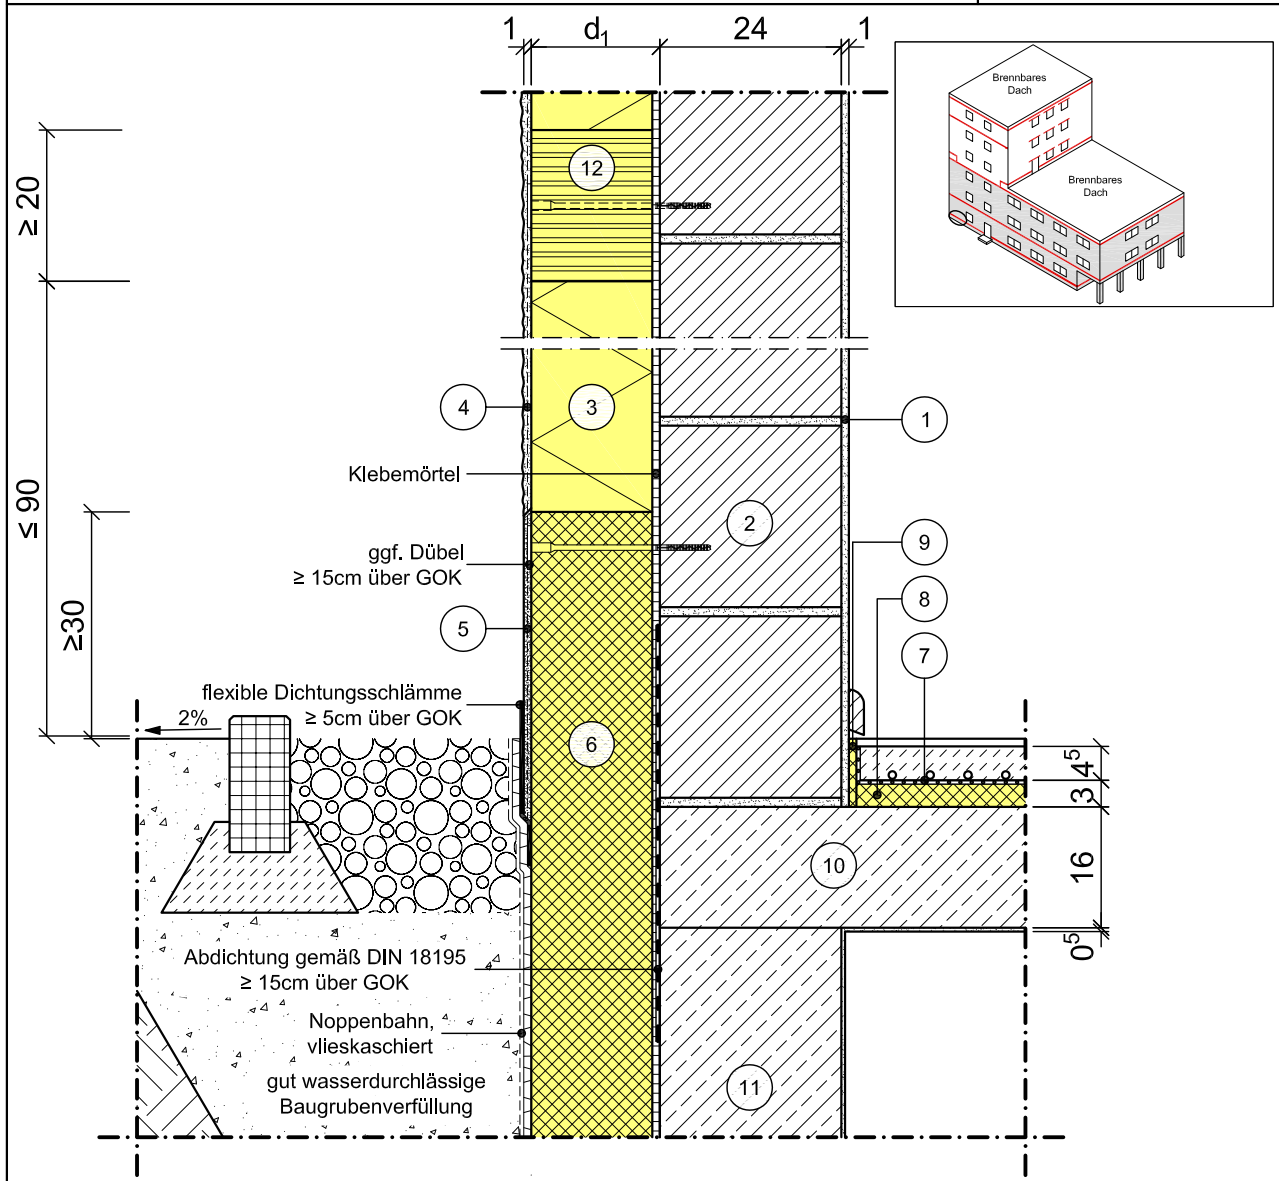 1
d₁
24
1
Brennbares
Dach
Brennbares
Dach
≥ 20
12
4
3
1
Klebemörtel
≤ 90
2
ggf. Dübel
≥ 15cm über GOK
9
8
7
≥30
5
flexible Dichtungsschlämme
≥ 5cm über GOK
2%
6
4⁵
3
10
16
0⁵
Abdichtung gemäß DIN 18195
≥ 15cm über GOK
Noppenbahn,
vlieskaschiert
gut wasserdurchlässige
Baugrubenverfüllung
11